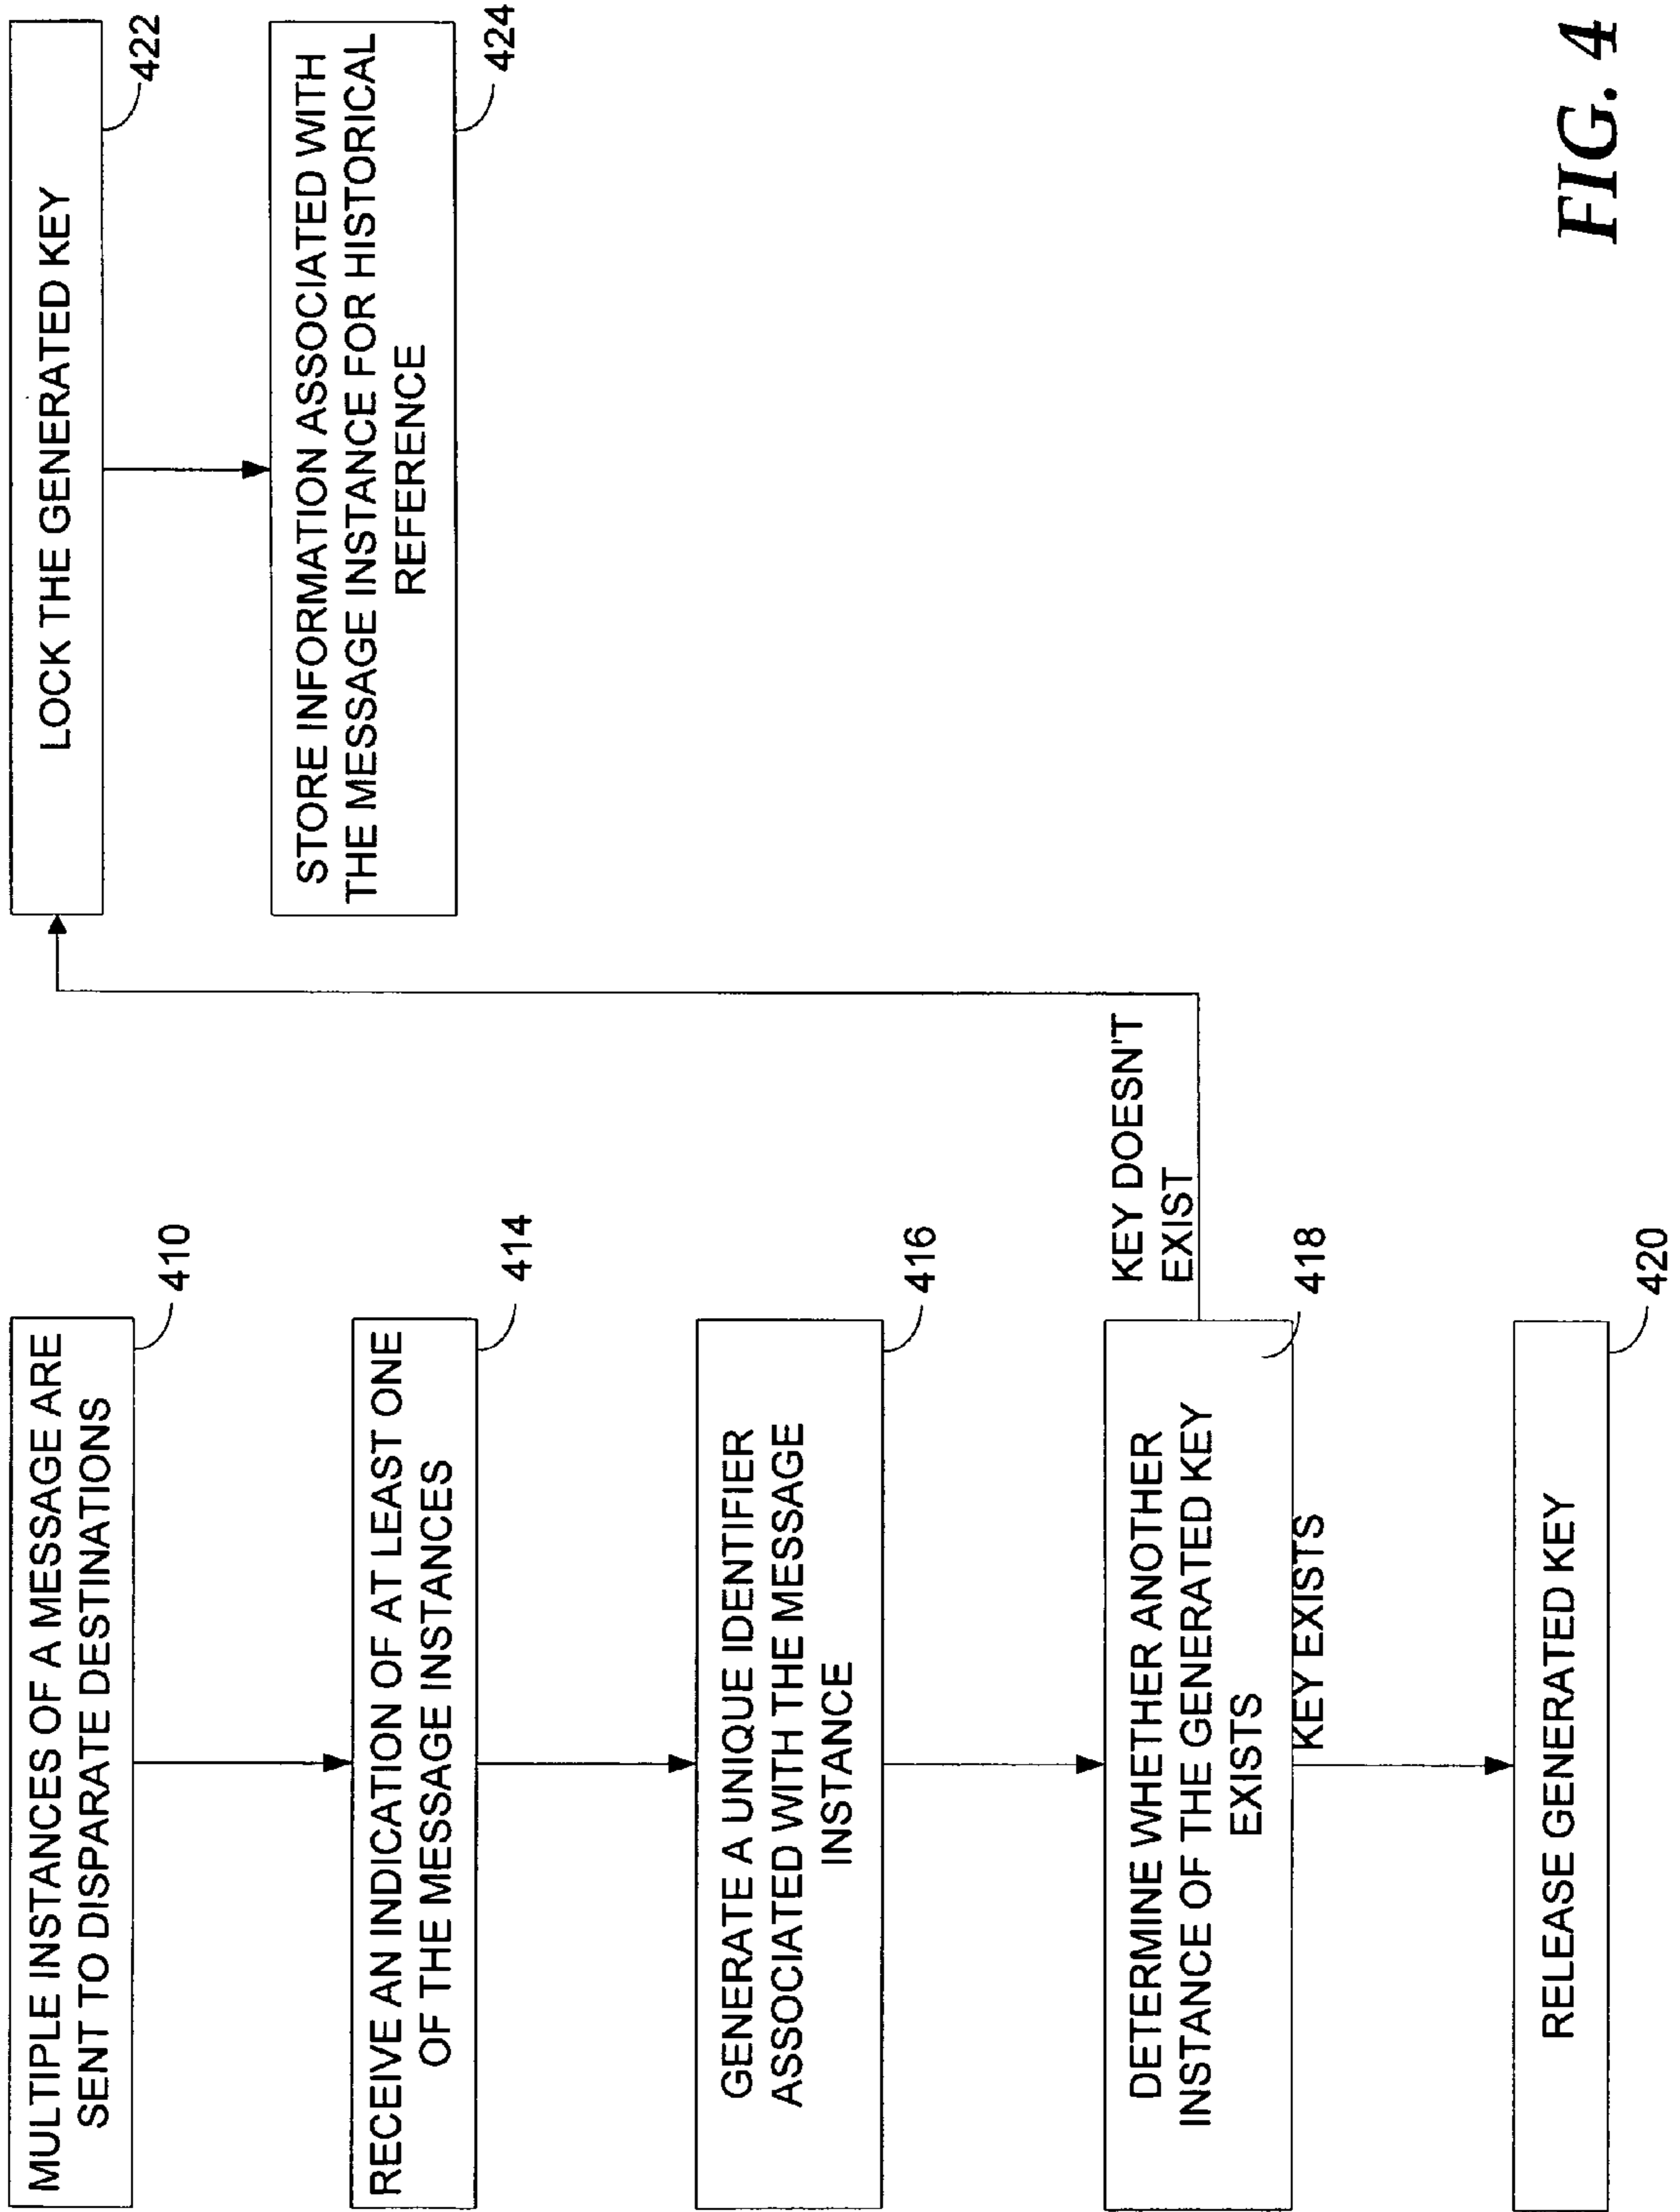 MULTIPLE INSTANCES OF A MESSAGE ARE
SENT TO DISPARATE DESTINATIONS
410
RECEIVE AN INDICATION OF AT LEAST ONE
OF THE MESSAGE INSTANCES
414
GENERATE A UNIQUE IDENTIFIER
ASSOCIATED WITH THE MESSAGE
INSTANCE
416
DETERMINE WHETHER ANOTHER
INSTANCE OF THE GENERATED KEY
EXISTS
418
KEY EXISTS
RELEASE GENERATED KEY
420
KEY DOESN'T
EXIST
LOCK THE GENERATED KEY
422
STORE INFORMATION ASSOCIATED WITH
THE MESSAGE INSTANCE FOR HISTORICAL
REFERENCE
424
FIG. 4